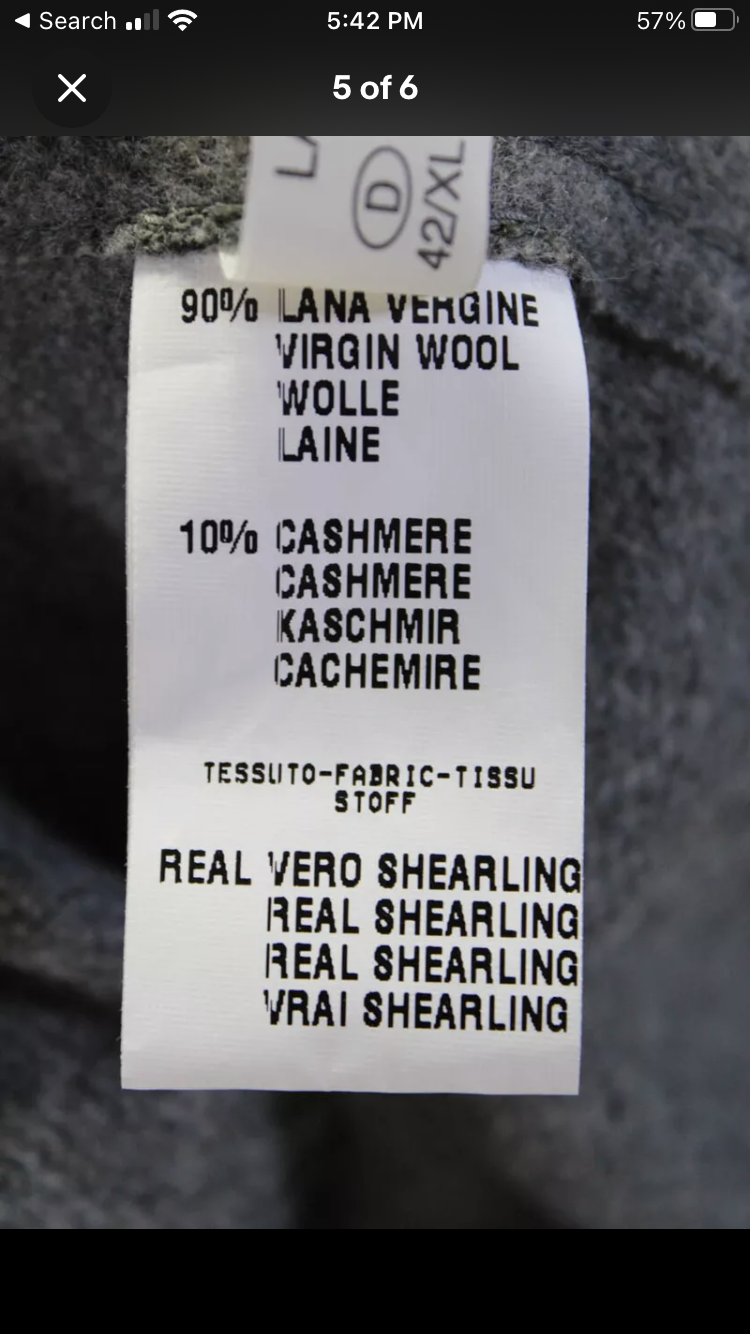 Search
5:42 PM
57%
5 of 6
D
42/XL
90% LANA VERGINE
VIRGIN WOOL
WOLLE
LAINE
10% CASHMERE
CASHMERE
KASCHMIR
CACHEMIRE
TESSUTO-FABRIC-TISSU
STOFF
REAL VERO SHEARLING
REAL SHEARLING
REAL SHEARLING
VRAI SHEARLING